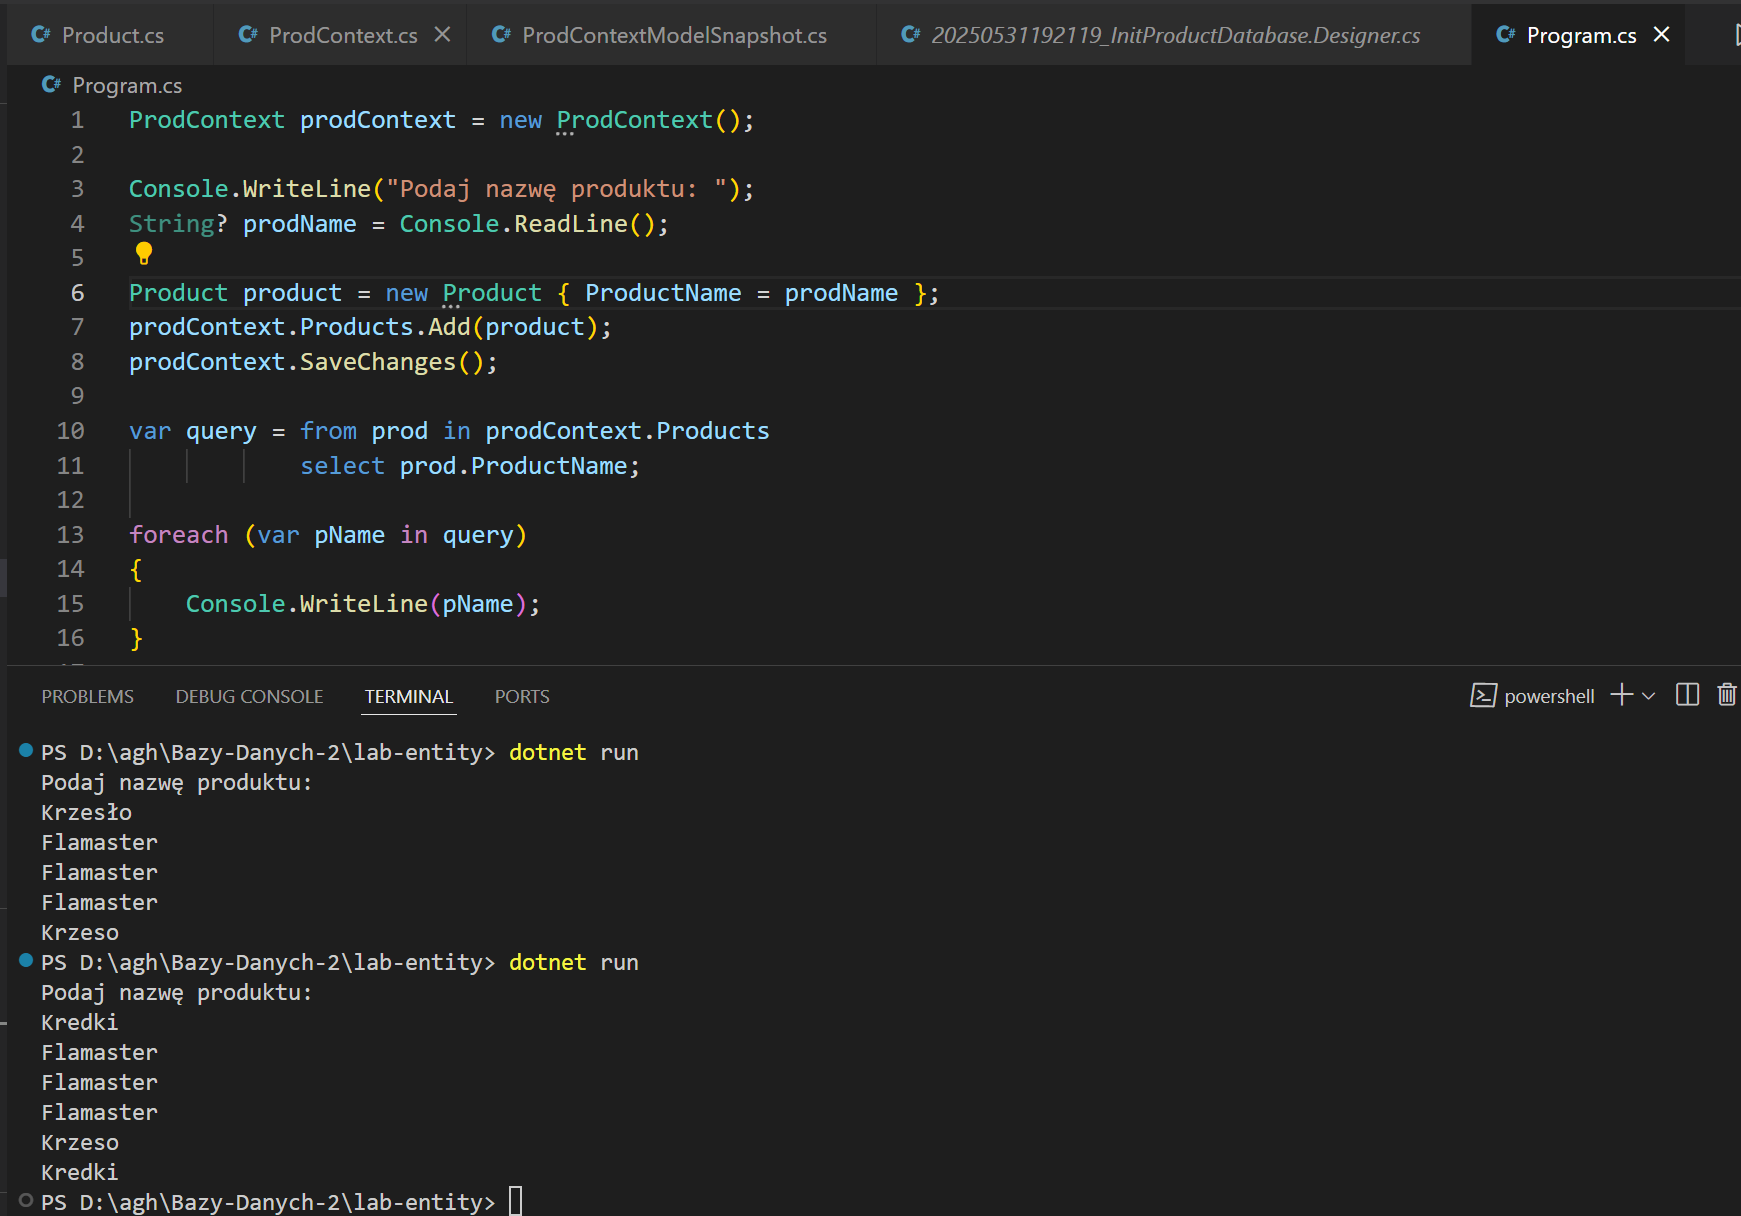 Product.cs ProdContext.cs ProdContextModelSnapshot.cs 20250531192119_InitProductDatabase.Designer.cs Program.cs
Program.cs
1 ProdContext prodContext = new ProdContext();
2
3 Console.WriteLine("Podaj nazwę produktu: ");
4 String? prodName = Console.ReadLine();
5
6 Product product = new Product { ProductName = prodName };
7 prodContext.Products.Add(product);
8 prodContext.SaveChanges();
9
10 var query = from prod in prodContext.Products
11 select prod.ProductName;
12
13 foreach (var pName in query)
14 {
15 Console.WriteLine(pName);
16 }
PROBLEMS DEBUG CONSOLE TERMINAL PORTS powershell
PS D:\agh\Bazy-Danych-2\lab-entity> dotnet run
Podaj nazwę produktu:
Krzesło
Flamaster
Flamaster
Flamaster
Krzeso
PS D:\agh\Bazy-Danych-2\lab-entity> dotnet run
Podaj nazwę produktu:
Kredki
Flamaster
Flamaster
Flamaster
Krzeso
Kredki
PS D:\agh\Bazy-Danych-2\lab-entity>